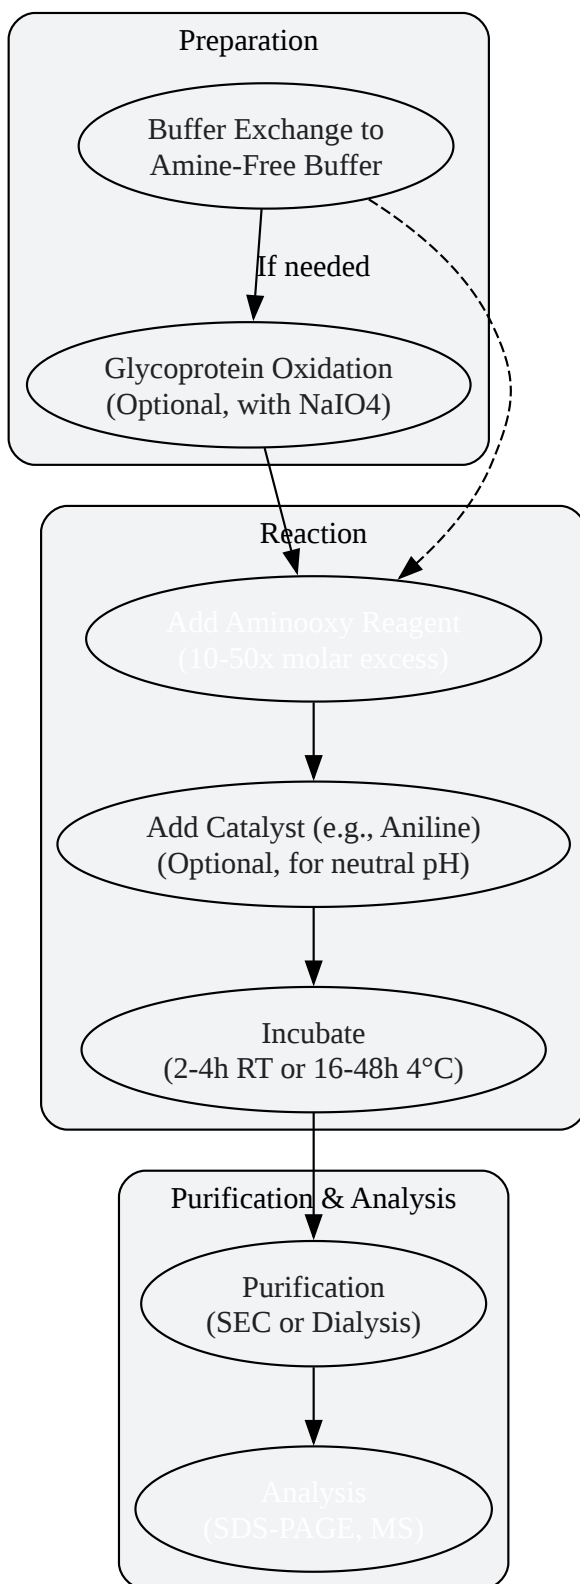 Preparation
Buffer Exchange to
Amine-Free Buffer
If needed
Glycoprotein Oxidation
(Optional, with NaIO4)
Reaction
Add Aminooxy Reagent
(10-50x molar excess)
Add Catalyst (e.g., Aniline)
(Optional, for neutral pH)
Incubate
(2-4h RT or 16-48h 4°C)
Purification & Analysis
Purification
(SEC or Dialysis)
Analysis
(SDS-PAGE, MS)